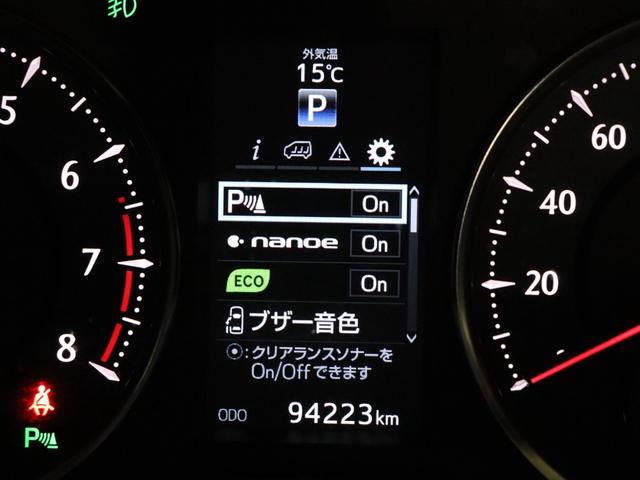 外気温
15℃
P
i
P On
nanoe On
ECO On
ブザー音色
:クリアランスソナーを
On/Offできます
ODO 94223km
5
6
7
8
P
60
40
20